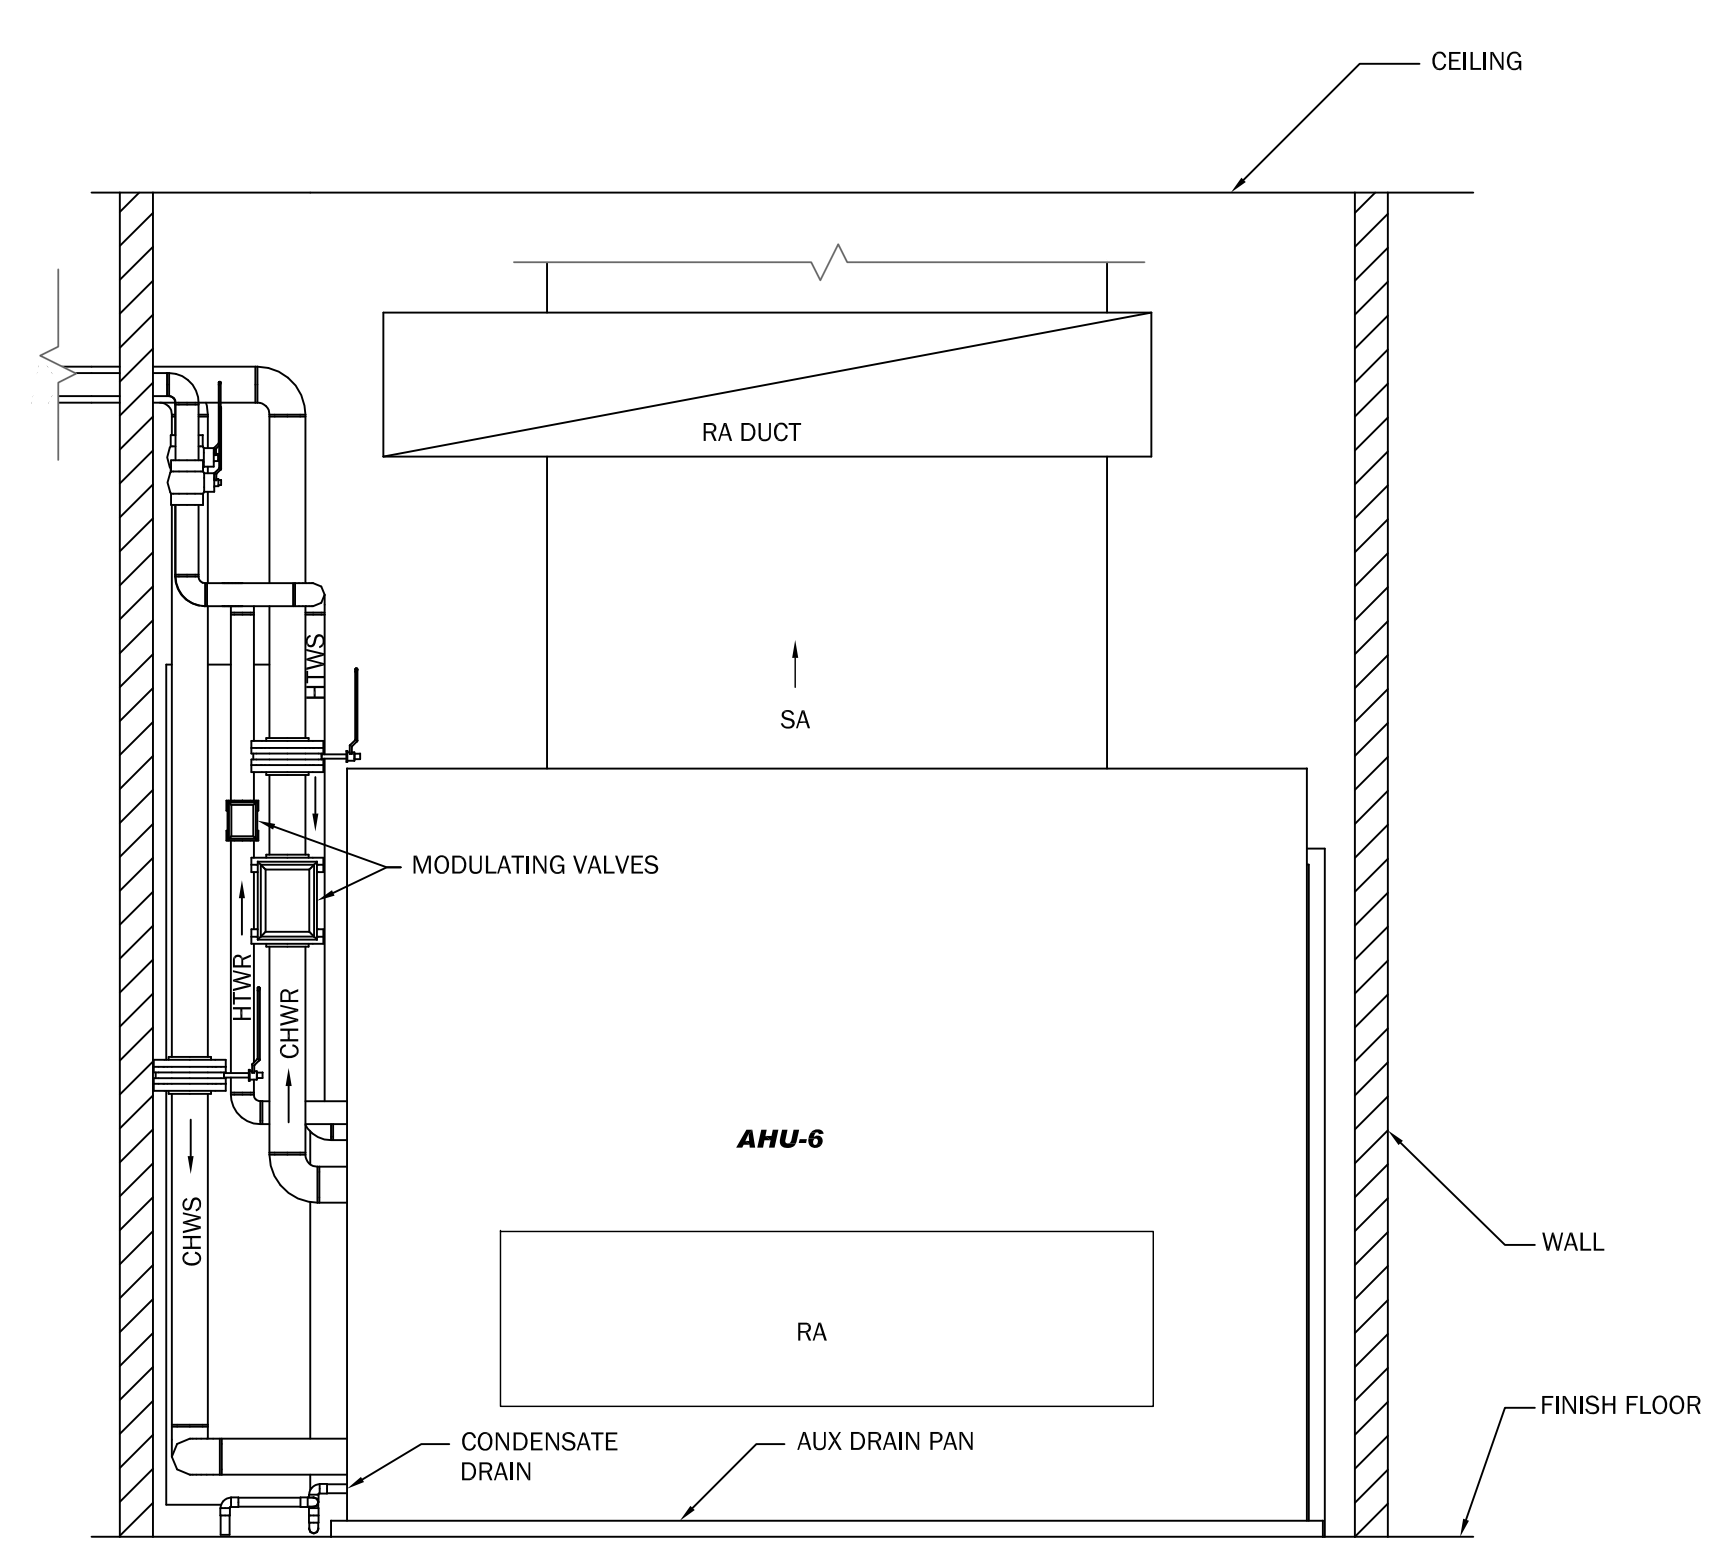 CEILING
RA DUCT
HTWS
SA
MODULATING VALVES
HTWR
CHWR
AHU-6
CHWS
WALL
RA
FINISH FLOOR
CONDENSATE
DRAIN
AUX DRAIN PAN